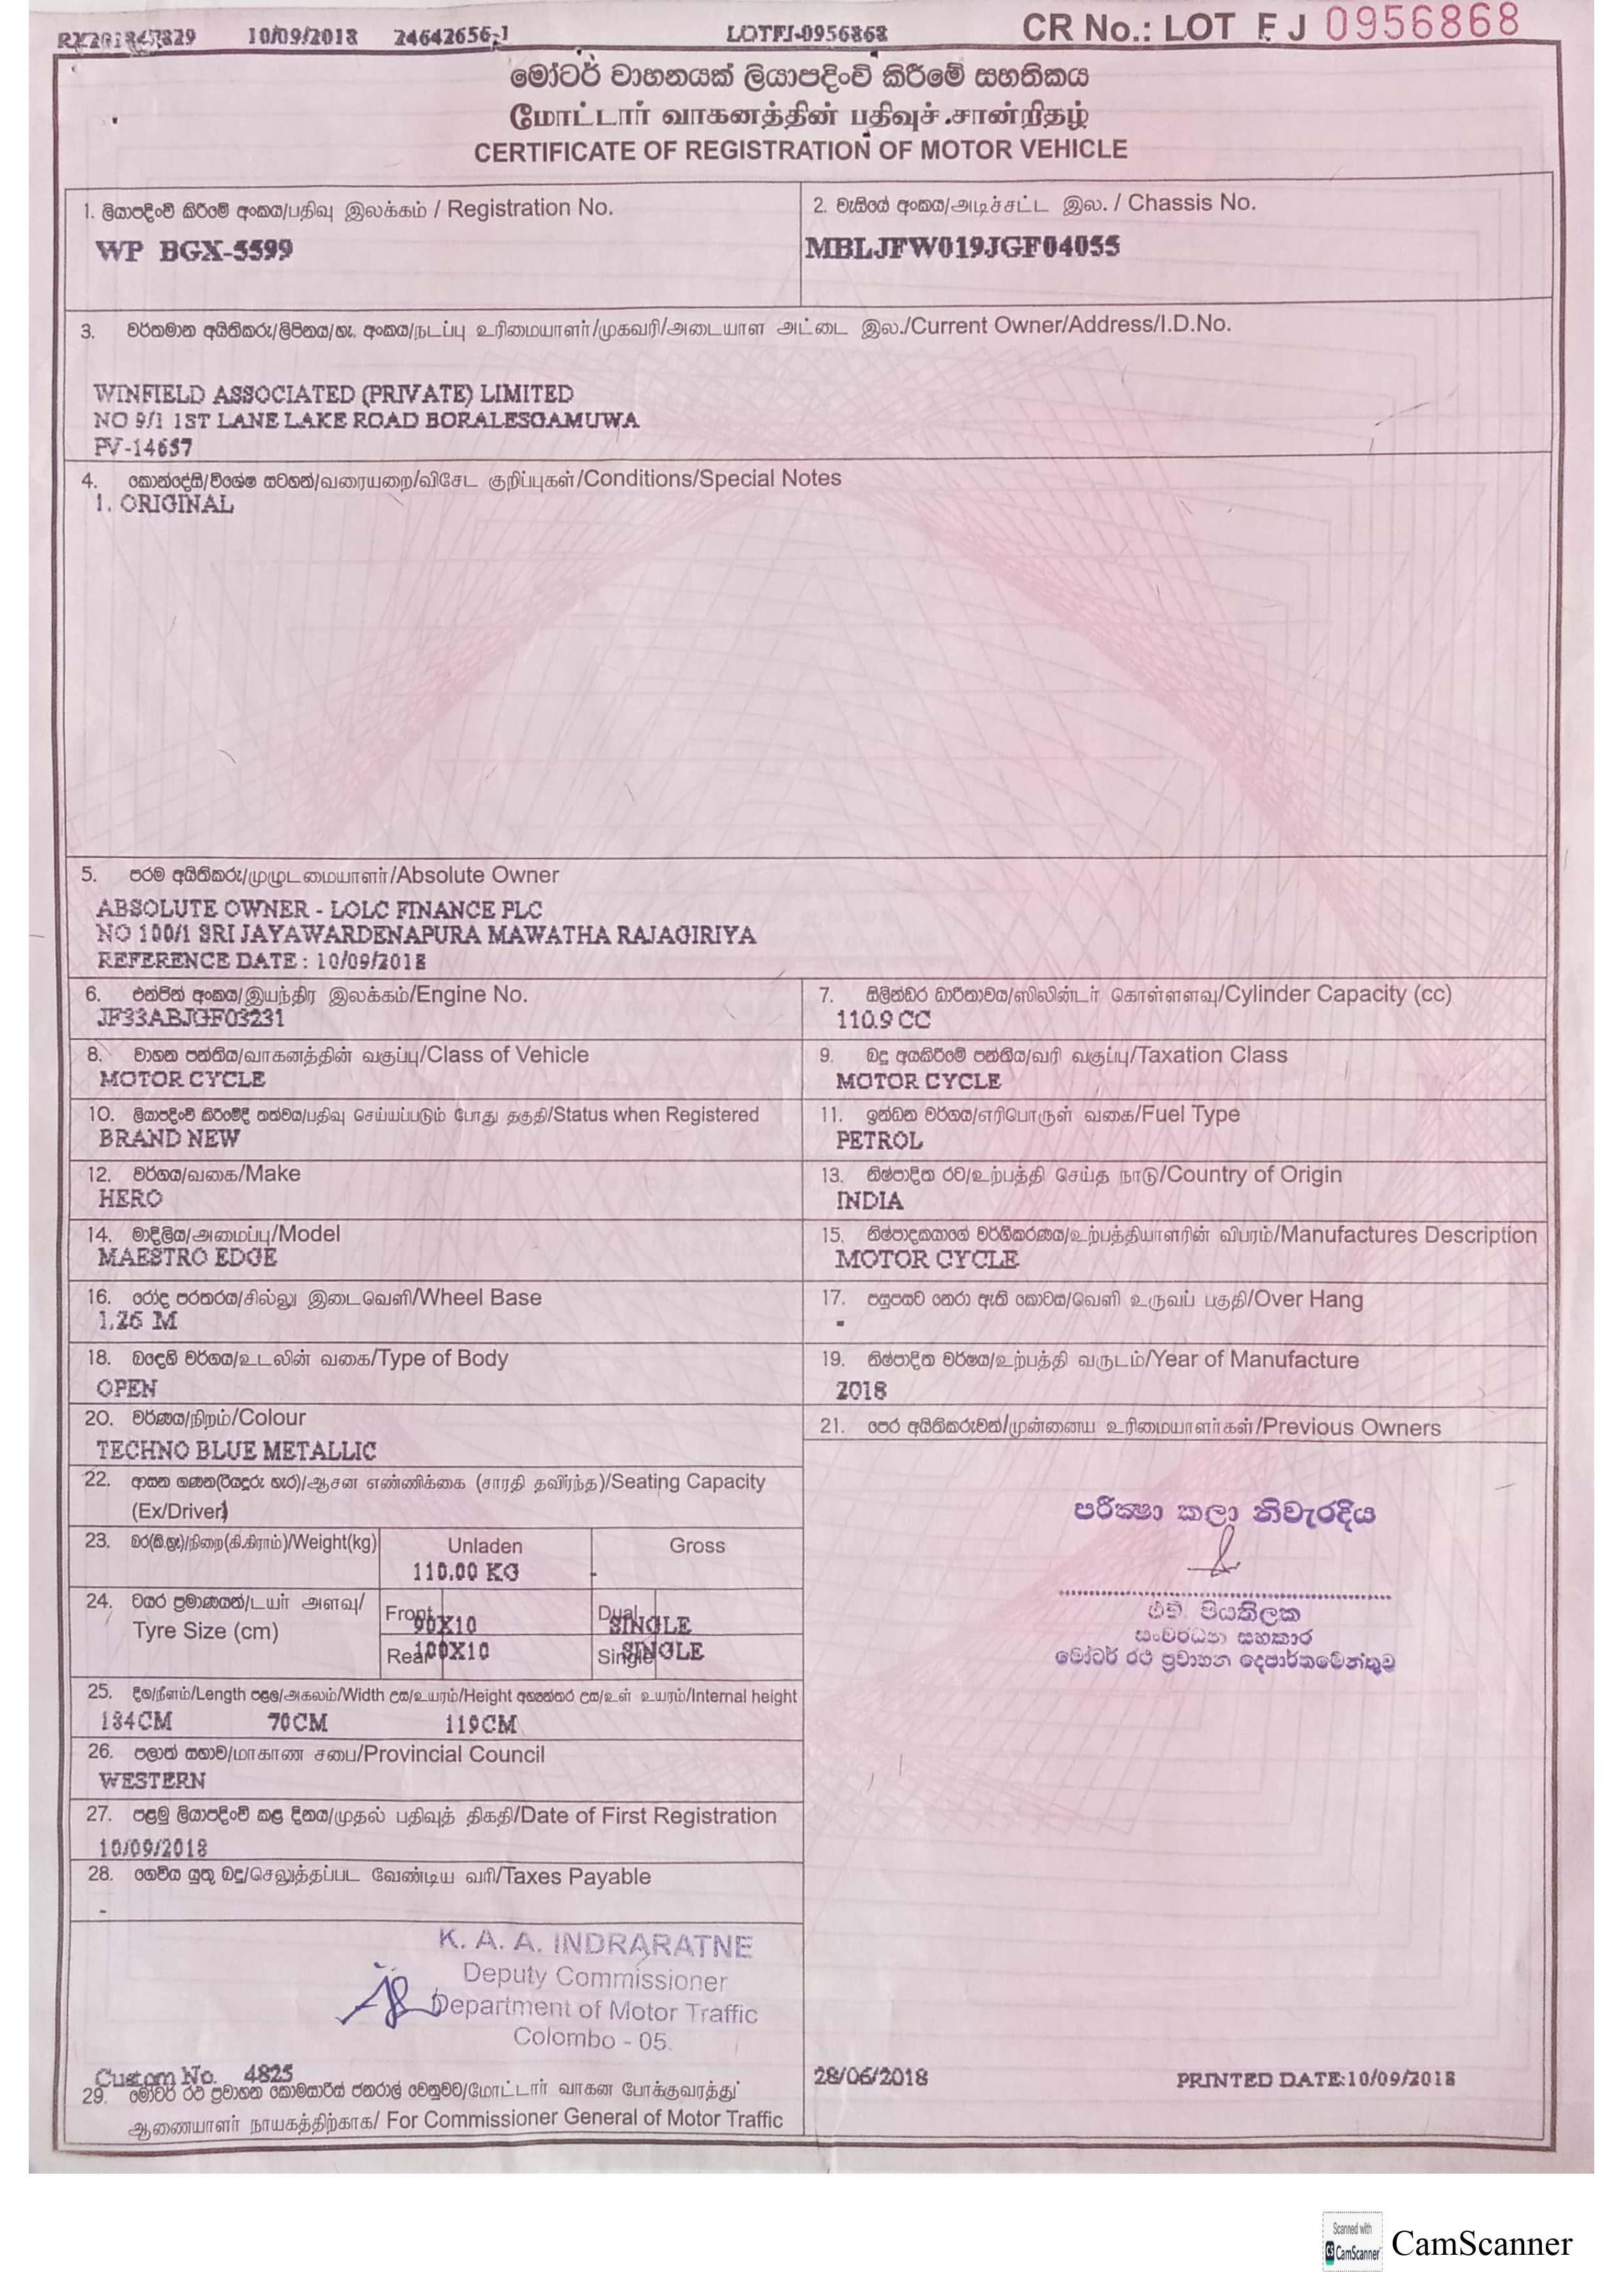 RX201847829 10/09/2018 24642656-1 LOTFJ-0956868 CR No.: LOT F J 0956868
මෝටර් වාහනයක් ලියාපදිංචි කිරීමේ සහතිකය
மோட்டார் வாகனத்தின் பதிவுச் சான்றிதழ்
CERTIFICATE OF REGISTRATION OF MOTOR VEHICLE
1. ලියාපදිංචි කිරීමේ අංකය/பதிவு இலக்கம் / Registration No.
WP BGX-5599
2. චැසියේ අංකය/அடிச்சட்ட இல. / Chassis No.
MBLJFW019JGF04055
3. වර්තමාන අයිතිකරු/ලිපිනය/හැ. අංකය/நடப்பு உரிமையாளர்/முகவரி/அடையாள அட்டை இல./Current Owner/Address/I.D.No.
WINFIELD ASSOCIATED (PRIVATE) LIMITED
NO 9/1 1ST LANE LAKE ROAD BORALESGAMUWA
PV-14657
4. කොන්දේසි/විශේෂ සටහන්/வரையறை/விசேட குறிப்புகள்/Conditions/Special Notes
1. ORIGINAL
5. පරම අයිතිකරු/முழுடமையாளர்/Absolute Owner
ABSOLUTE OWNER - LOLC FINANCE PLC
NO 100/1 SRI JAYAWARDENAPURA MAWATHA RAJAGIRIYA
REFERENCE DATE : 10/09/2018
6. එන්ජින් අංකය/இயந்திர இலக்கம்/Engine No.
JF33ABJGF03231
7. සිලින්ඩර ධාරිතාවය/ஸிலின்டர் கொள்ளளவு/Cylinder Capacity (cc)
110.9 CC
8. වාහන පන්තිය/வாகனத்தின் வகுப்பு/Class of Vehicle
MOTOR CYCLE
9. බදු අයකිරීමේ පන්තිය/வரி வகுப்பு/Taxation Class
MOTOR CYCLE
10. ලියාපදිංචි කිරීමේදී තත්වය/பதிவு செய்யப்படும் போது தகுதி/Status when Registered
BRAND NEW
11. ඉන්ධන වර්ගය/எரிபொருள் வகை/Fuel Type
PETROL
12. වර්ගය/வகை/Make
HERO
13. නිෂ්පාදිත රට/உற்பத்தி செய்த நாடு/Country of Origin
INDIA
14. මාදිලිය/அமைப்பு/Model
MAESTRO EDGE
15. නිෂ්පාදකයාගේ වර්ගීකරණය/உற்பத்தியாளரின் விபரம்/Manufactures Description
MOTOR CYCLE
16. රෝද පරතරය/சில்லு இடைவெளி/Wheel Base
1.26 M
17. පසුපසට නෙරා ඇති කොටස/வெளி உருவப் பகுதி/Over Hang
-
18. බඳෙහි වර්ගය/உடலின் வகை/Type of Body
OPEN
19. නිෂ්පාදිත වර්ෂය/உற்பத்தி வருடம்/Year of Manufacture
2018
20. වර්ණය/நிறம்/Colour
TECHNO BLUE METALLIC
21. පෙර අයිතිකරුවන්/முன்னைய உரிமையாளர்கள்/Previous Owners
22. ආසන ගණන(රියදුරු හැර)/ஆசன எண்ணிக்கை (சாரதி தவிர்ந்த)/Seating Capacity
(Ex/Driver) 1
23. බර(කි.ග්‍රෑ)/நிறை(கி.கிராம்)/Weight(kg) Unladen Gross
110.00 KG -
24. ටයර ප්‍රමාණයන්/டயர் அளவு/
Tyre Size (cm)
Front 90X10 Dual SINGLE
Rear 100X10 Single SINGLE
25. දිග/நீளம்/Length පළල/அகலம்/Width උස/உயரம்/Height අභ්‍යන්තර උස/உள் உயரம்/Internal height
184CM 70CM 119CM
26. පලාත් සභාව/மாகாண சபை/Provincial Council
WESTERN
27. පළමු ලියාපදිංචි කළ දිනය/முதல் பதிவுத் திகதி/Date of First Registration
10/09/2018
28. ගෙවිය යුතු බදු/செலுத்தப்பட வேண்டிய வரி/Taxes Payable
-
පරීක්‍ෂා කලා නිවැරදිය
පියතිලක
සංවර්ධන සහකාර
මෝටර් රථ ප්‍රවාහන දෙපාර්තමේන්තුව
K. A. A. INDRARATNE
Deputy Commissioner
Department of Motor Traffic
Colombo - 05.
Custom No. 4825 28/06/2018 PRINTED DATE:10/09/2018
29. මෝටර් රථ ප්‍රවාහන කොමසාරිස් ජනරාල් වෙනුවට/மோட்டார் வாகன போக்குவரத்து
ஆணையாளர் நாயகத்திற்காக/ For Commissioner General of Motor Traffic
Scanned with
CS CamScanner
CamScanner